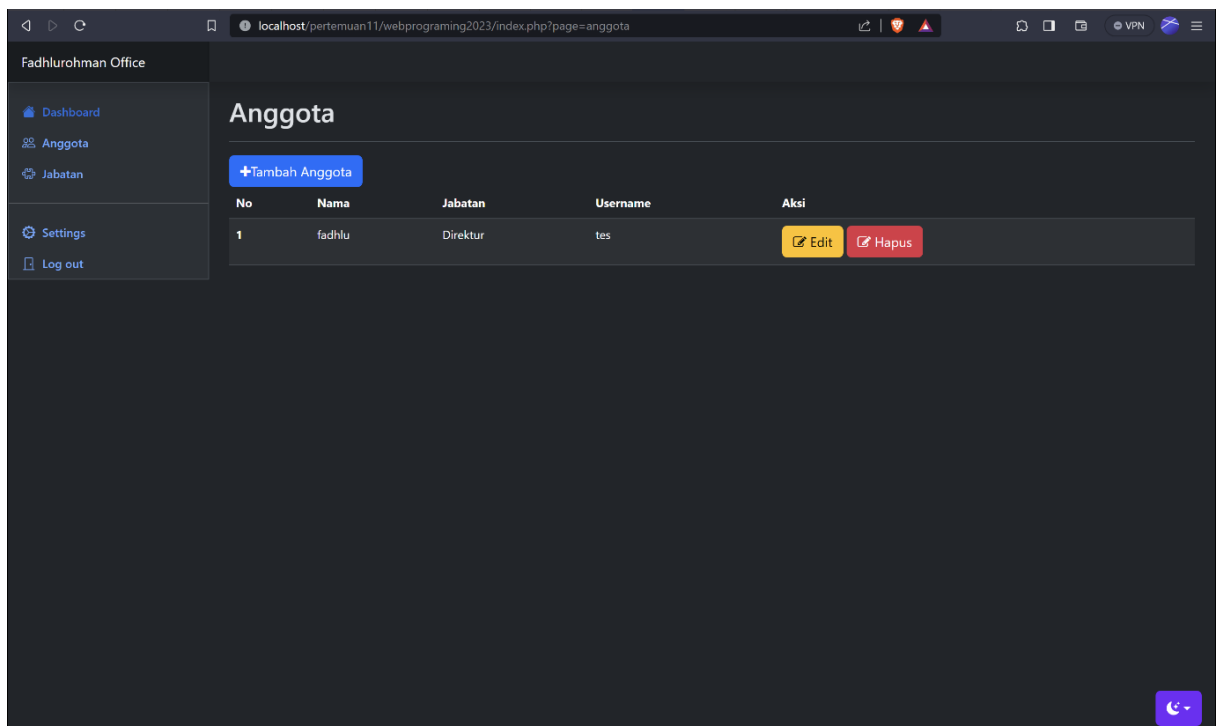 localhost/pertemuan11/webprograming2023/index.php?page=anggota
VPN
Fadhlurohman Office
Dashboard
Anggota
Jabatan
Settings
Log out
Anggota
+Tambah Anggota
No Nama Jabatan Username Aksi
1 fadhlu Direktur tes Edit Hapus